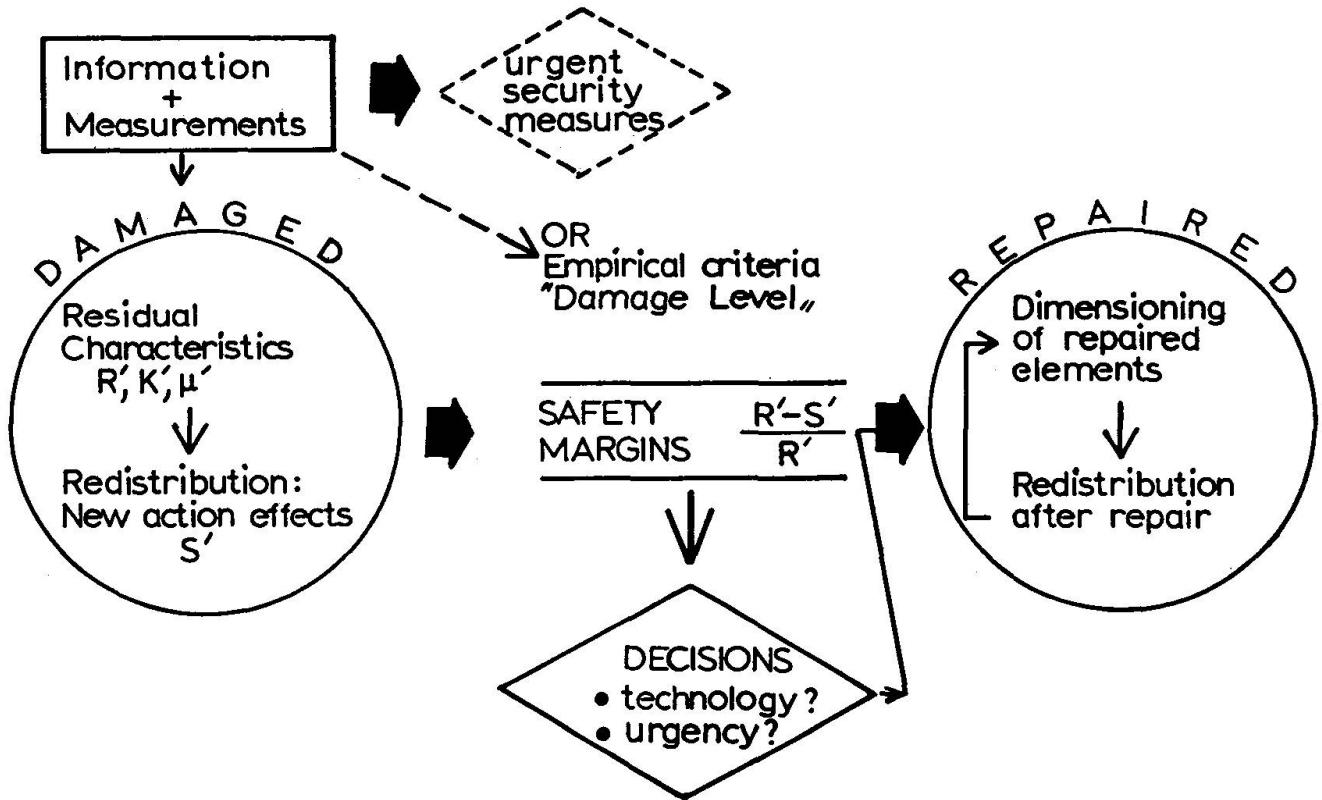 Information
+
Measurements
urgent
security
measures
DAMAGED
Residual
Characteristics
R′, K′, μ′
Redistribution:
New action effects
S′
OR
Empirical criteria
"Damage Level„
SAFETY
MARGINS
R′−S′
R′
DECISIONS
• technology?
• urgency?
REPAIRED
Dimensioning
of repaired
elements
Redistribution
after repair